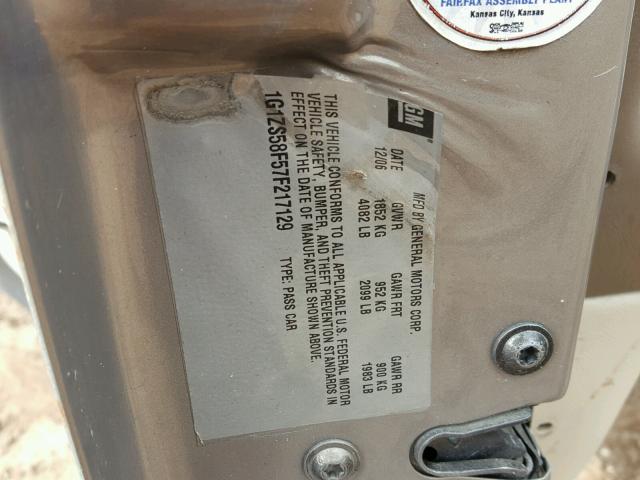 FAIRFAX ASSEMBLY PLANT
Kansas City, Kansas
GM
MFD BY GENERAL MOTORS CORP.
DATE GVWR GAWR FRT GAWR RR
12/06 1852 KG 952 KG 900 KG
4082 LB 2099 LB 1983 LB
THIS VEHICLE CONFORMS TO ALL APPLICABLE U.S. FEDERAL MOTOR
VEHICLE SAFETY, BUMPER, AND THEFT PREVENTION STANDARDS IN
EFFECT ON THE DATE OF MANUFACTURE SHOWN ABOVE.
1G1ZS58F57F217129 TYPE: PASS CAR